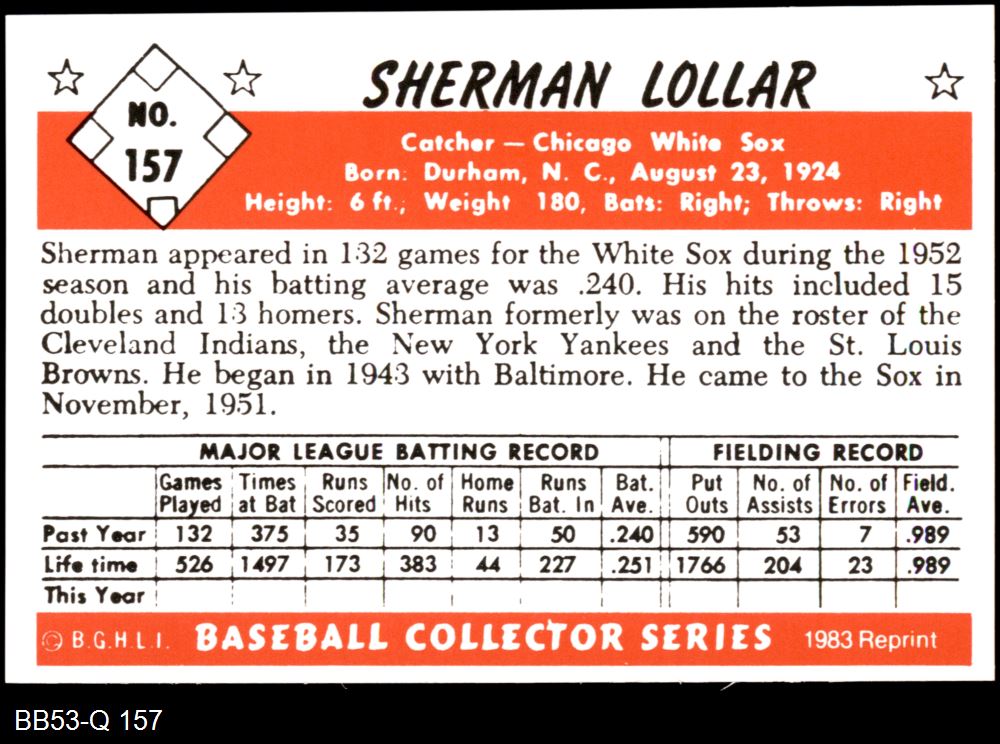 SHERMAN LOLLAR
NO.
157
Catcher — Chicago White Sox
Born: Durham, N. C., August 23, 1924
Height: 6 ft., Weight 180, Bats: Right; Throws: Right
Sherman appeared in 132 games for the White Sox during the 1952
season and his batting average was .240. His hits included 15
doubles and 13 homers. Sherman formerly was on the roster of the
Cleveland Indians, the New York Yankees and the St. Louis
Browns. He began in 1943 with Baltimore. He came to the Sox in
November, 1951.
MAJOR LEAGUE BATTING RECORD FIELDING RECORD
Games Times Runs No. of Home Runs Bat. Put No. of No. of Field.
Played at Bat Scored Hits Runs Bat. In Ave. Outs Assists Errors Ave.
Past Year 132 375 35 90 13 50 .240 590 53 7 .989
Life time 526 1497 173 383 44 227 .251 1766 204 23 .989
This Year
© B.G.H.L.I. BASEBALL COLLECTOR SERIES 1983 Reprint
BB53-Q 157